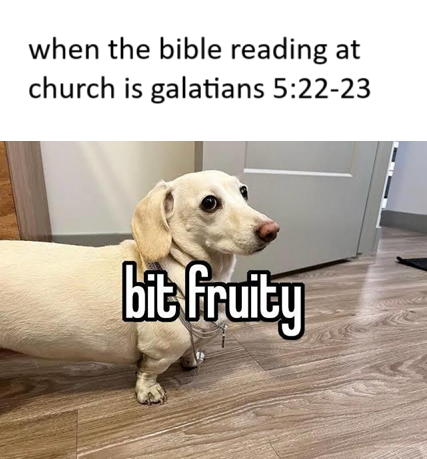 when the bible reading at
church is galatians 5:22-23
bit fruity